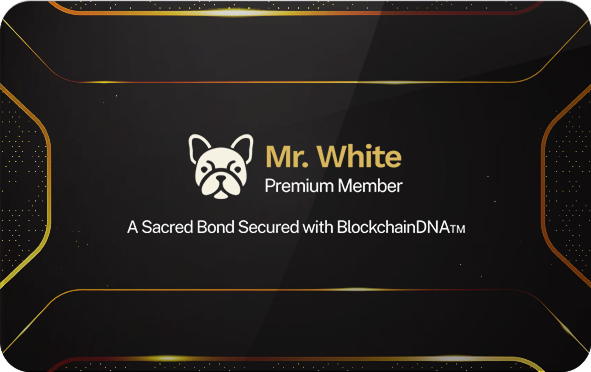 Mr. White
Premium Member
A Sacred Bond Secured with BlockchainDNA™